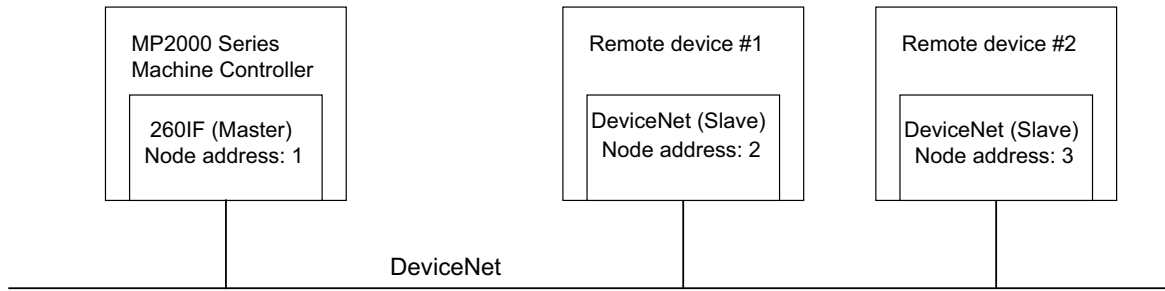 MP2000 Series
Machine Controller
260IF (Master)
Node address: 1
Remote device #1
DeviceNet (Slave)
Node address: 2
Remote device #2
DeviceNet (Slave)
Node address: 3
DeviceNet